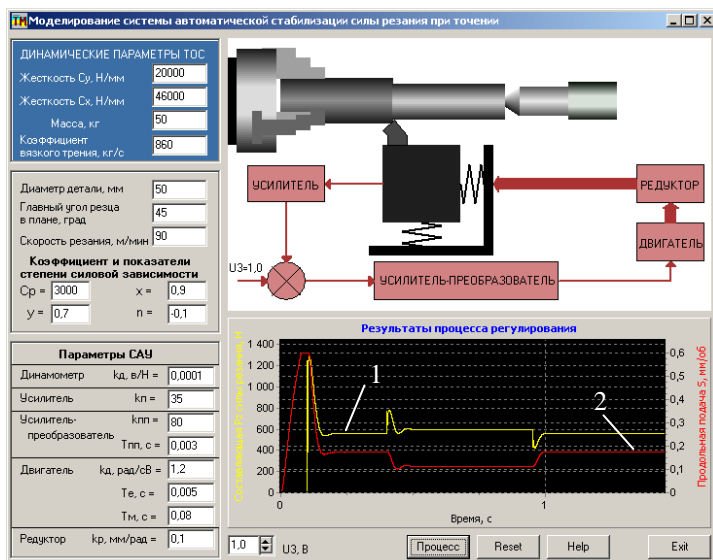 Моделирование системы автоматической стабилизации силы резания при точении
ДИНАМИЧЕСКИЕ ПАРАМЕТРЫ ТОС
Жесткость Cy, Н/мм 20000
Жесткость Cx, Н/мм 46000
Масса, кг 50
Коэффициент
вязкого трения, кг/с 860
Диаметр детали, мм 50
Главный угол резца
в плане, град 45
Скорость резания, м/мин 90
Коэффициент и показатели
степени силовой зависимости
Cp = 3000 x = 0,9
y = 0,7 n = -0,1
Параметры САУ
Динамометр kд, в/Н = 0,0001
Усилитель kп = 35
Усилитель-
преобразователь kпп = 80
Tпп, с = 0,003
Двигатель kд, рад/сВ = 1,2
Tе, с = 0,005
Tм, с = 0,08
Редуктор kр, мм/рад = 0,1
УСИЛИТЕЛЬ
РЕДУКТОР
ДВИГАТЕЛЬ
U3=1,0
УСИЛИТЕЛЬ-ПРЕОБРАЗОВАТЕЛЬ
Результаты процесса регулирования
1 400
1 200
1 000
800
600
400
200
0
0,6
0,5
0,4
0,3
0,2
0,1
0
Продольная подача S, мм/об
1
2
0
1
Время, с
1,0 U3, В
Процесс
Reset
Help
Exit